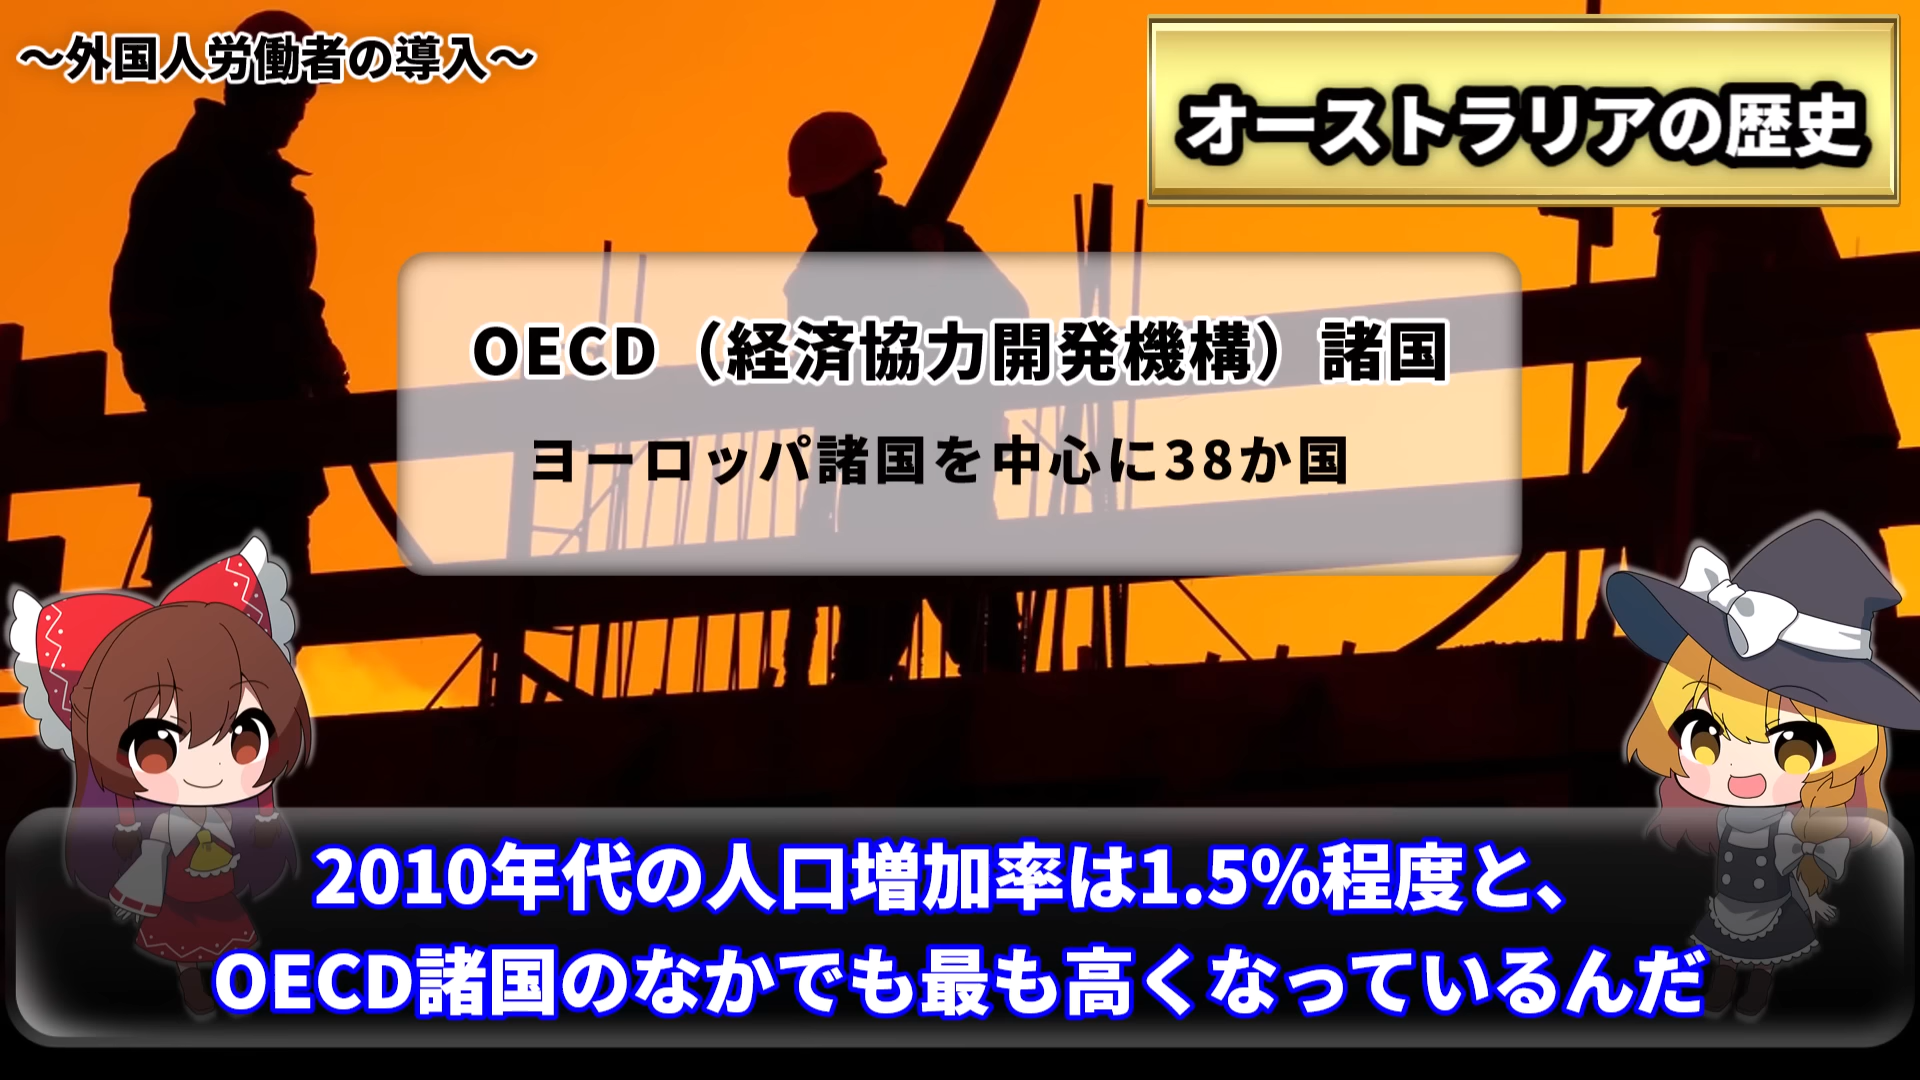 ～外国人労働者の導入～
オーストラリアの歴史
OECD（経済協力開発機構）諸国
ヨーロッパ諸国を中心に38か国
2010年代の人口増加率は1.5%程度と、
OECD諸国のなかでも最も高くなっているんだ